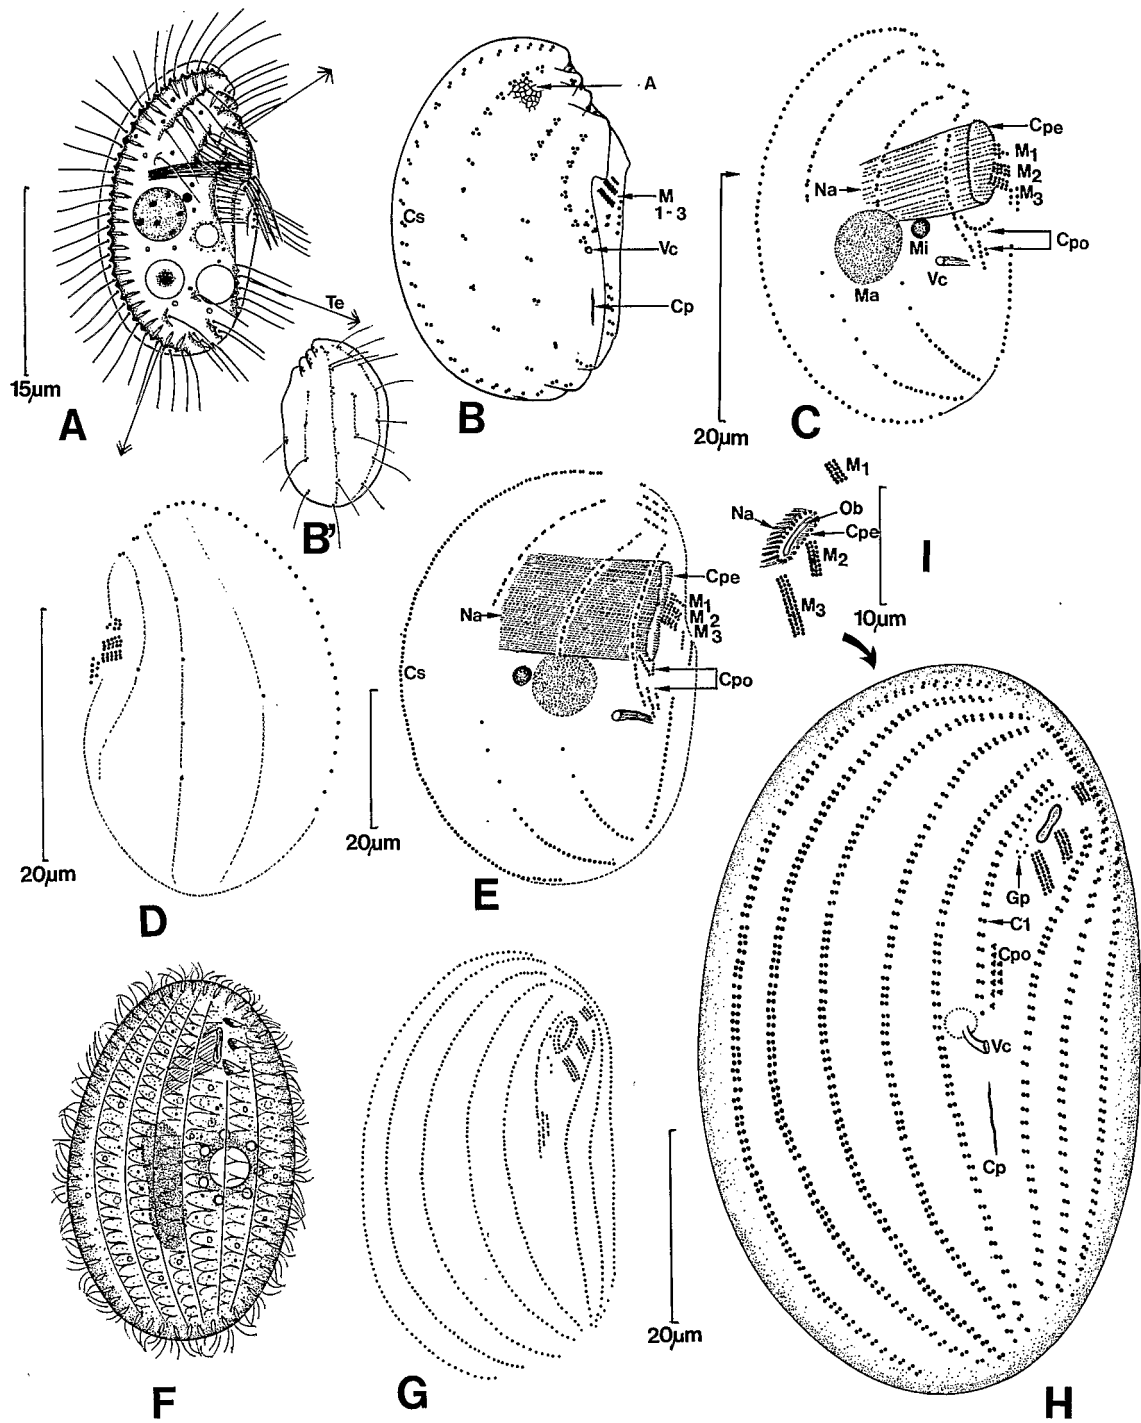 A
15µm
Te
B'
A
Cs
M
1-3
Vc
Cp
B
Cpe
M1
M2
M3
Na
Cpo
Mi
Vc
Ma
20µm
C
20µm
D
Cpe
Na
M1
M2
M3
Cs
Cpo
20µm
E
M1
Na
Ob
Cpe
M2
M3
10µm
I
F
G
20µm
Gp
C1
Cpo
Vc
Cp
H